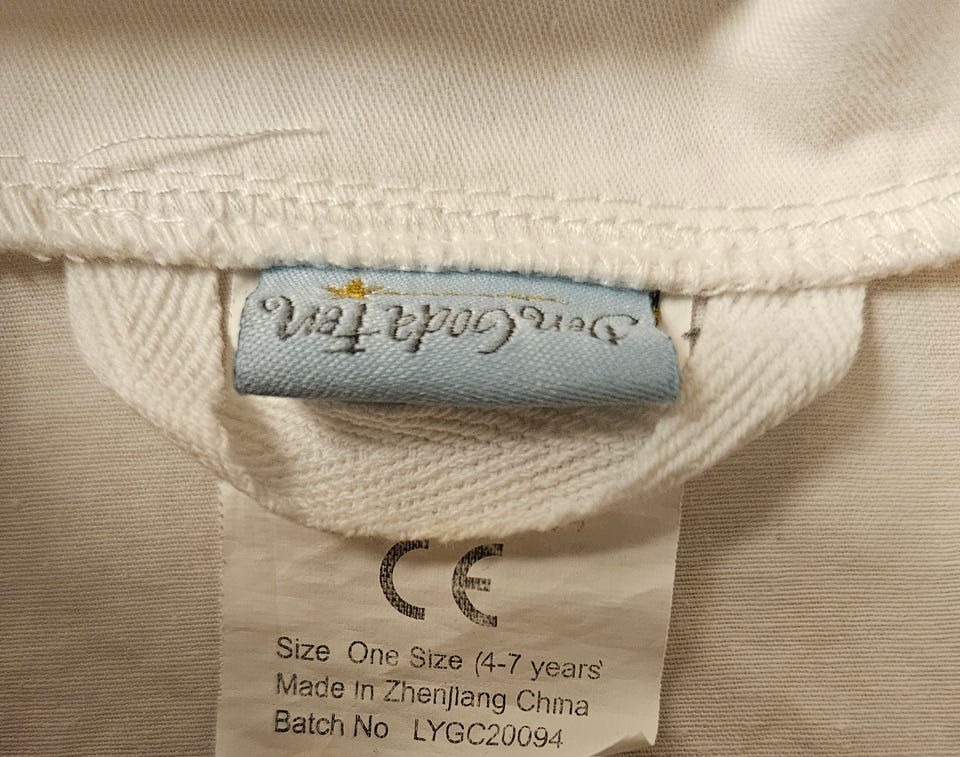 Den Goda Fen
CE
Size One Size (4-7 years
Made in Zhenjiang China
Batch No LYGC20094